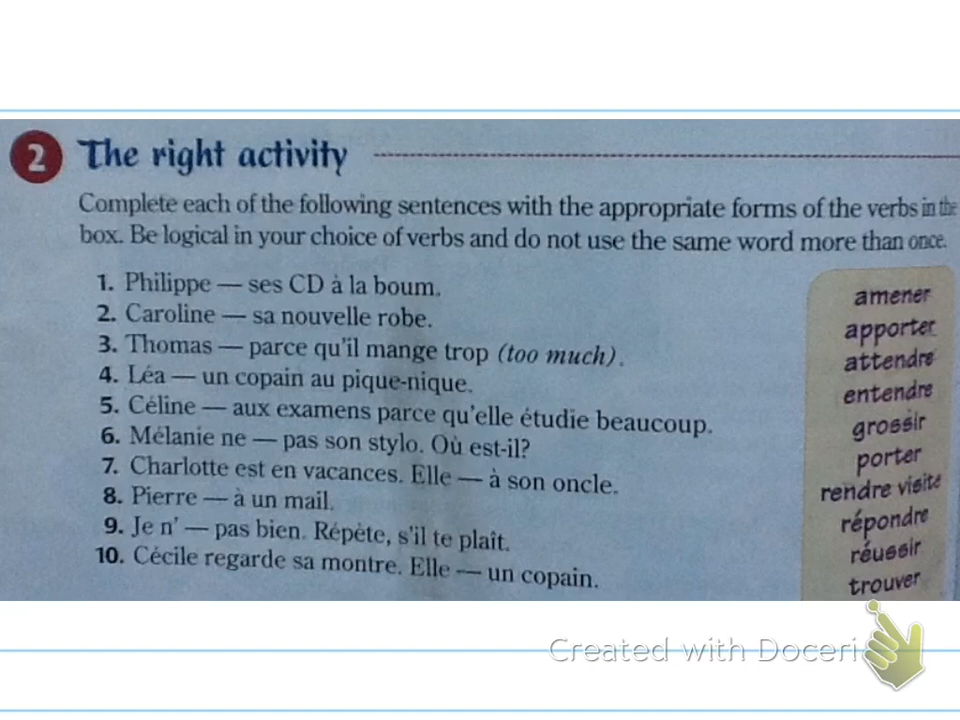 2 The right activity
Complete each of the following sentences with the appropriate forms of the verbs in the
box. Be logical in your choice of verbs and do not use the same word more than once.
1. Philippe — ses CD à la boum.
2. Caroline — sa nouvelle robe.
3. Thomas — parce qu'il mange trop (too much).
4. Léa — un copain au pique-nique.
5. Céline — aux examens parce qu'elle étudie beaucoup.
6. Mélanie ne — pas son stylo. Où est-il?
7. Charlotte est en vacances. Elle — à son oncle.
8. Pierre — à un mail.
9. Je n' — pas bien. Répète, s'il te plaît.
10. Cécile regarde sa montre. Elle — un copain.
amener
apporter
attendre
entendre
grossir
porter
rendre visite
répondre
réussir
trouver
Created with Doceri